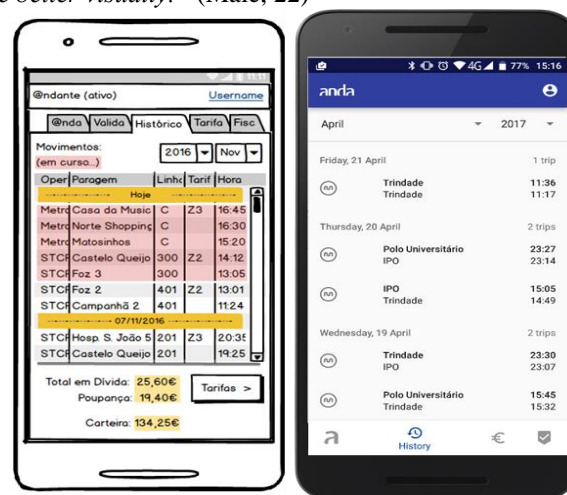 better visually." (Male, 22)
@ndante (ativo) Username
@nda Valida Histórico Tarifa Fisc
Movimentos:
(em curso...) 2016 Nov
Oper Paragem Linha Tarif Hora
Hoje
Metro Casa da Music C Z3 16:45
Metro Norte Shopping C 16:30
Metro Matosinhos C 15:20
STCP Castelo Queijo 300 Z2 14:12
STCP Foz 3 300 13:05
STCP Foz 2 401 Z2 13:01
STCP Campanhã 2 401 11:24
07/11/2016
STCP Hosp. S. João 5 201 Z3 20:35
STCP Castelo Queijo 201 19:25
Total em Dívida: 25,60€
Poupança: 19,40€
Tarifas >
Carteira: 134,25€
4G 77% 15:16
anda
April 2017
Friday, 21 April 1 trip
Trindade 11:36
Trindade 11:17
Thursday, 20 April 2 trips
Polo Universitário 23:27
IPO 23:14
IPO 15:05
Trindade 14:49
Wednesday, 19 April 2 trips
Trindade 23:30
IPO 23:07
Polo Universitário 15:45
Trindade 15:32
a History €